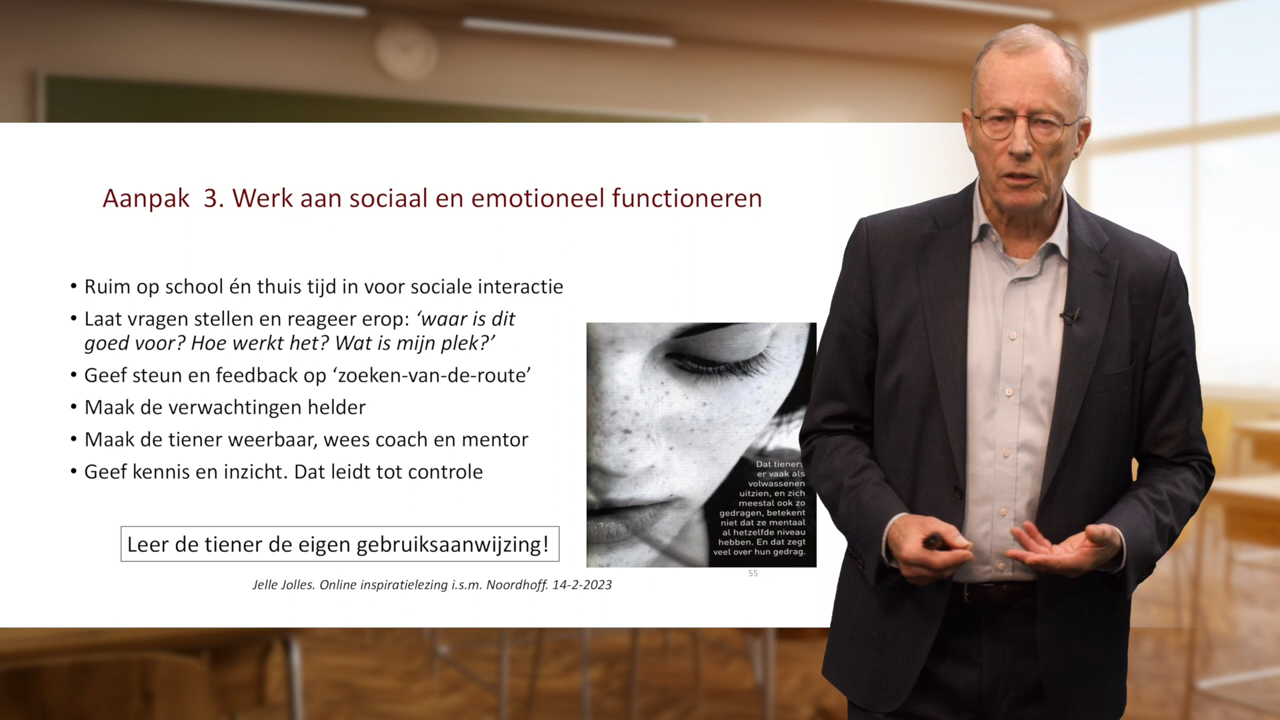 Aanpak  3. Werk aan sociaal en emotioneel functioneren
• Ruim op school én thuis tijd in voor sociale interactie
• Laat vragen stellen en reageer erop: ‘waar is dit
goed voor? Hoe werkt het? Wat is mijn plek?’
• Geef steun en feedback op ‘zoeken-van-de-route’
• Maak de verwachtingen helder
• Maak de tiener weerbaar, wees coach en mentor
• Geef kennis en inzicht. Dat leidt tot controle
Dat tieners
er vaak als
volwassenen
uitzien, en zich
meestal ook zo
gedragen, betekent
niet dat ze mentaal
al hetzelfde niveau
hebben. En dat zegt
veel over hun gedrag.
Leer de tiener de eigen gebruiksaanwijzing!
55
Jelle Jolles. Online inspiratielezing i.s.m. Noordhoff. 14-2-2023